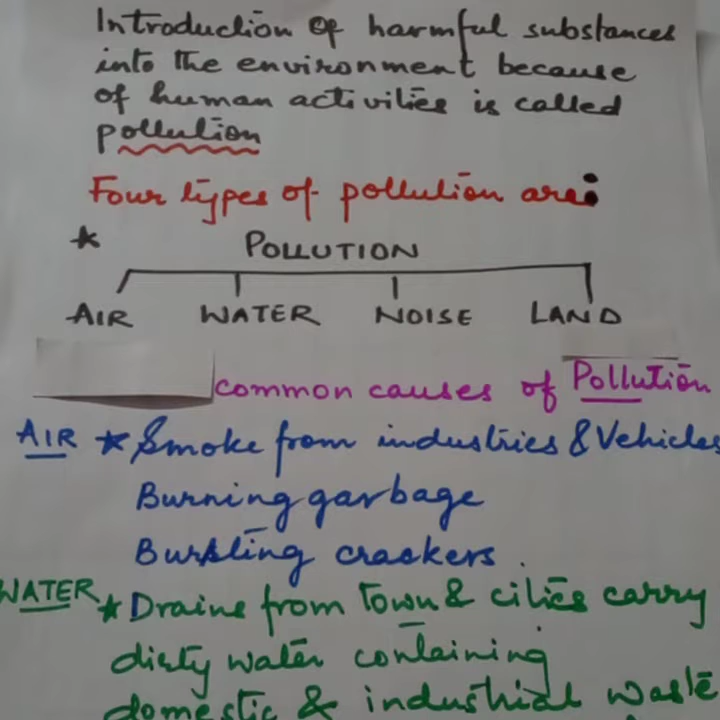 Introduction of harmful substances
into the environment because
of human activities is called
pollution
Four types of pollution are:
* POLLUTION
AIR WATER NOISE LAND
common causes of Pollution
AIR * Smoke from industries & Vehicles
Burning garbage
Bursting crackers.
WATER * Drains from town & cities carry
dirty water containing
domestic & industrial waste